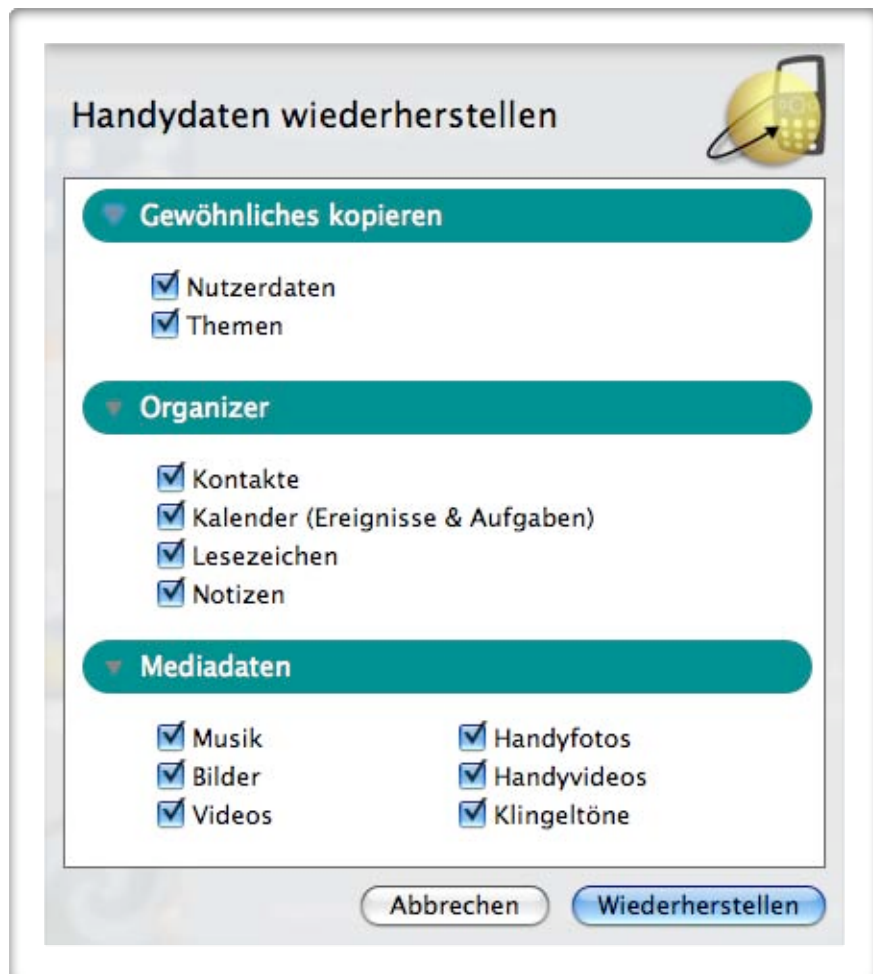 Handydaten wiederherstellen
Gewöhnliches kopieren
Nutzerdaten
Themen
Organizer
Kontakte
Kalender (Ereignisse & Aufgaben)
Lesezeichen
Notizen
Mediadaten
Musik
Handyfotos
Bilder
Handyvideos
Videos
Klingeltöne
Abbrechen
Wiederherstellen